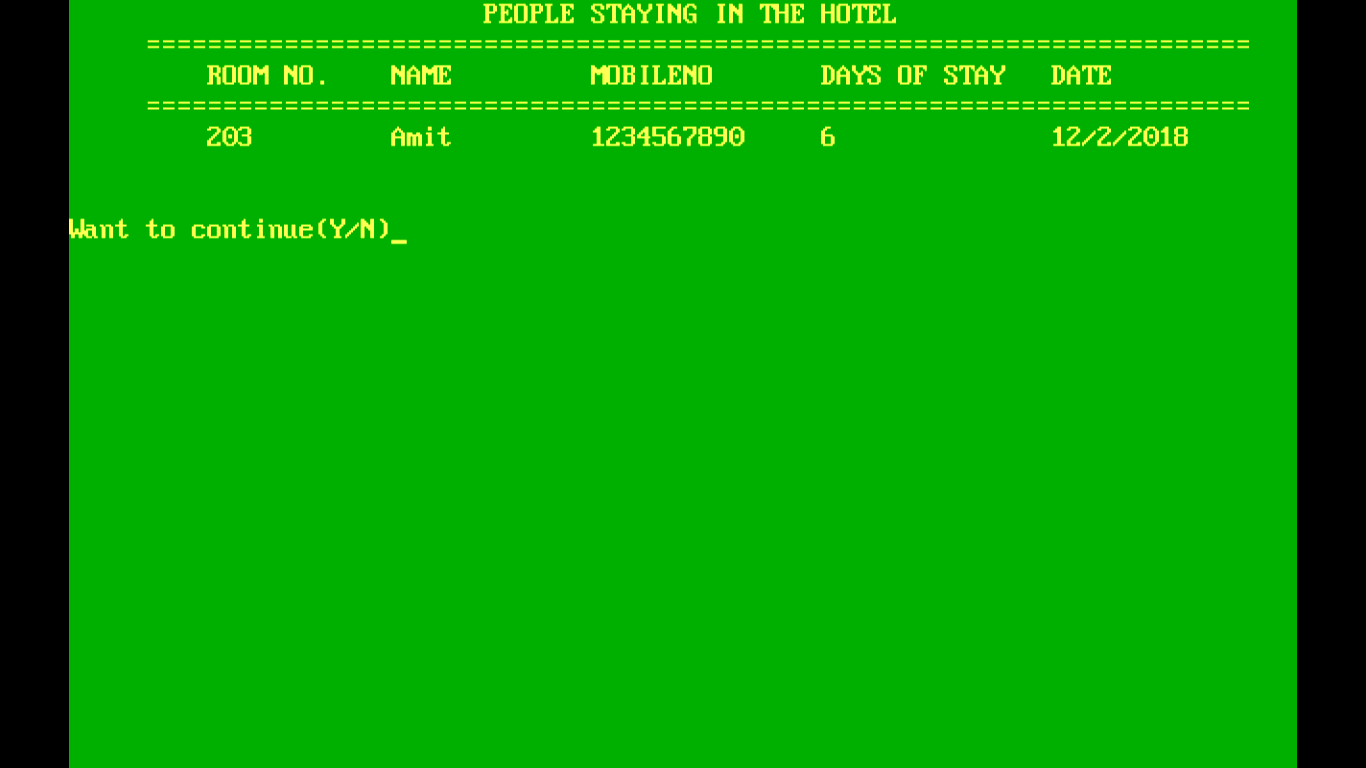 PEOPLE STAYING IN THE HOTEL
========================================================================
ROOM NO. NAME MOBILENO DAYS OF STAY DATE
========================================================================
203 Amit 1234567890 6 12/2/2018
Want to continue(Y/N)_